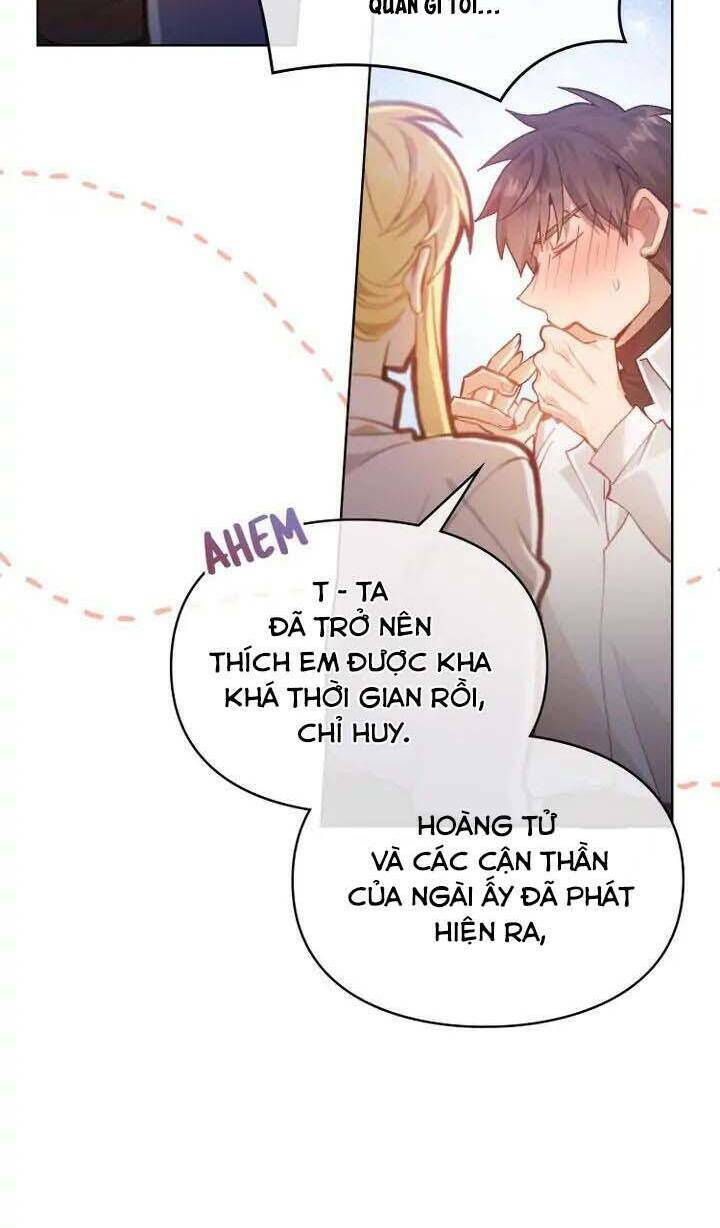 QUAN GÌ TỚI...
AHEM
T - TA
ĐÃ TRỞ NÊN
THÍCH EM ĐƯỢC KHA
KHÁ THỜI GIAN RỒI,
CHỈ HUY.
HOÀNG TỬ
VÀ CÁC CẬN THẦN
CỦA NGÀI ẤY ĐÃ PHÁT
HIỆN RA,